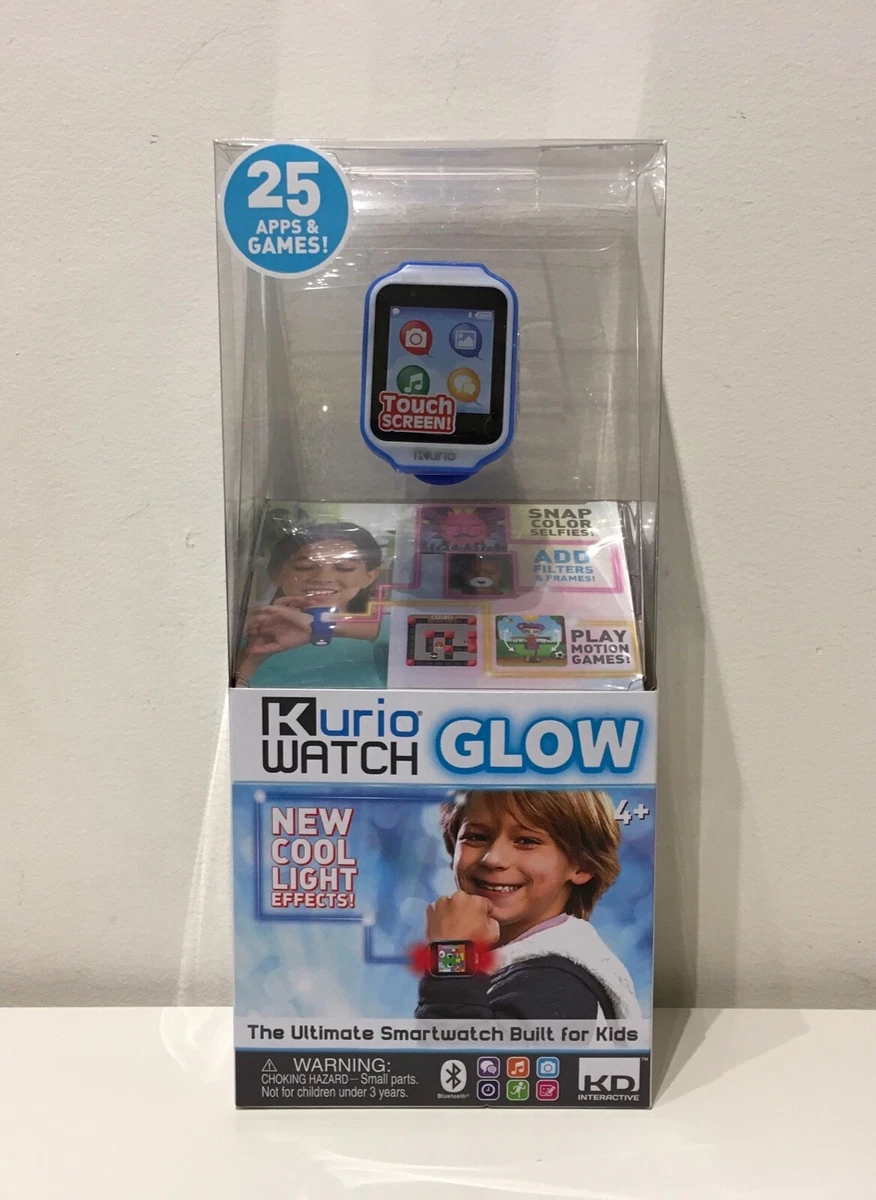 25
APPS &
GAMES!
Touch
SCREEN!
Kurio
SNAP
COLOR
SELFIES!
ADD
FILTERS
& FRAMES!
PLAY
MOTION
GAMES!
Kurio®
WATCH GLOW
4+
NEW
COOL
LIGHT
EFFECTS!
The Ultimate Smartwatch Built for Kids
⚠ WARNING:
CHOKING HAZARD — Small parts.
Not for children under 3 years.
Bluetooth®
KD™
INTERACTIVE